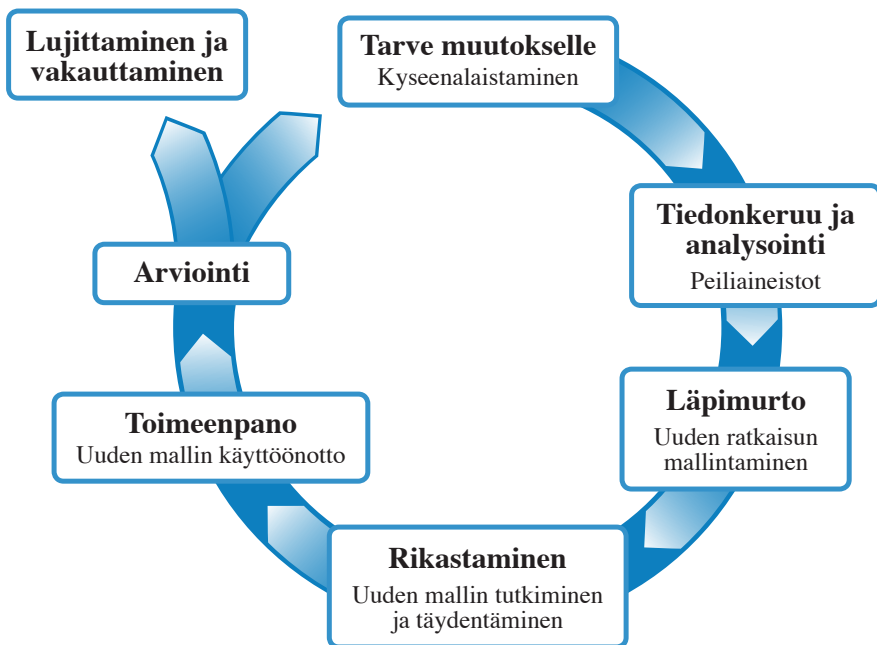 Lujittaminen ja
vakauttaminen
Tarve muutokselle
Kyseenalaistaminen
Tiedonkeruu ja
analysointi
Peiliaineistot
Läpimurto
Uuden ratkaisun
mallintaminen
Rikastaminen
Uuden mallin tutkiminen
ja täydentäminen
Toimeenpano
Uuden mallin käyttöönotto
Arviointi